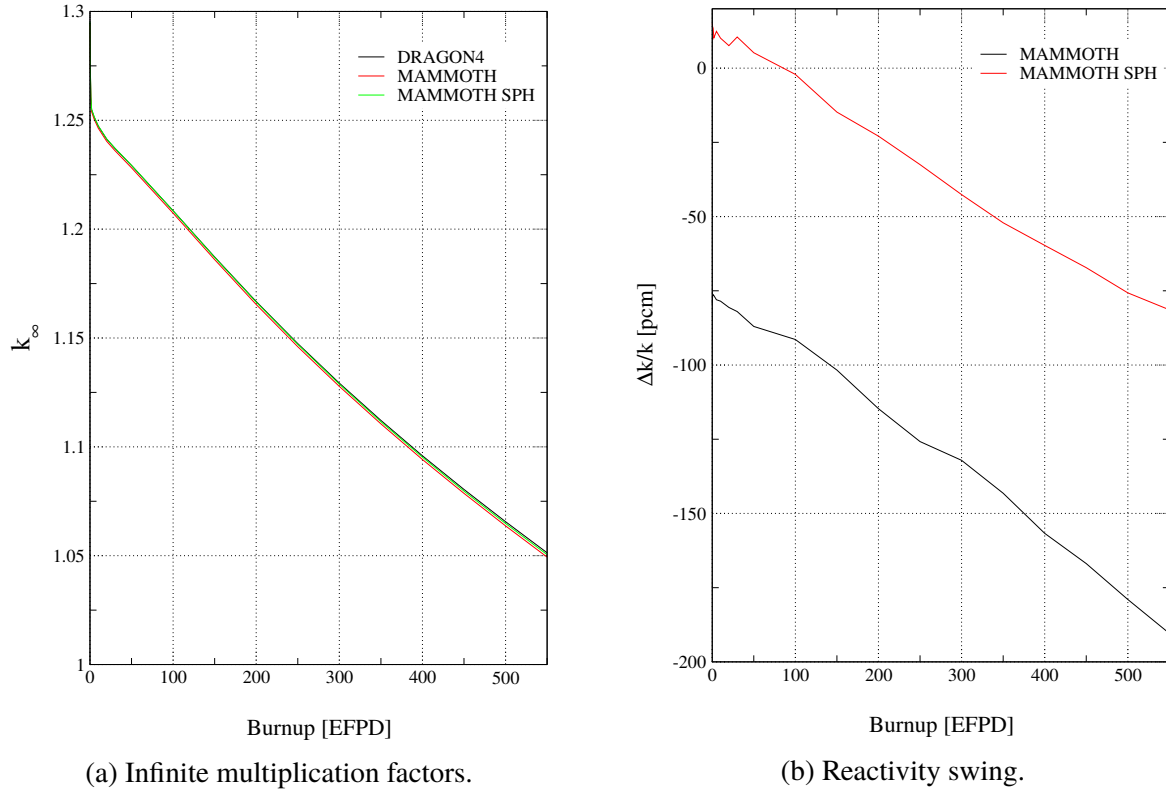 1.3
1.25
1.2
1.15
1.1
1.05
1
k∞
DRAGON4
MAMMOTH
MAMMOTH SPH
0 100 200 300 400 500
Burnup [EFPD]
(a) Infinite multiplication factors.
0
-50
-100
-150
-200
Δk/k [pcm]
MAMMOTH
MAMMOTH SPH
0 100 200 300 400 500
Burnup [EFPD]
(b) Reactivity swing.